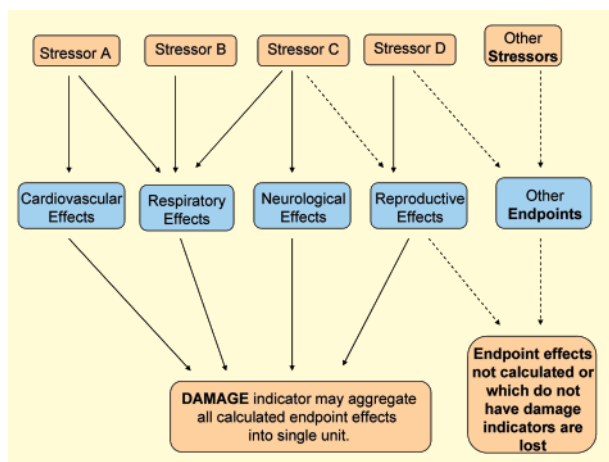 Stressor A
Stressor B
Stressor C
Stressor D
Other
Stressors
Cardiovascular
Effects
Respiratory
Effects
Neurological
Effects
Reproductive
Effects
Other
Endpoints
DAMAGE indicator may aggregate
all calculated endpoint effects
into single unit.
Endpoint effects
not calculated or
which do not
have damage
indicators are
lost